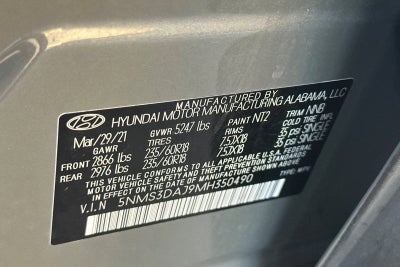 MANUFACTURED BY
HYUNDAI MOTOR MANUFACTURING ALABAMA, LLC
Mar/29/21 GVWR 5247 lbs PAINT NT2 TRIM NNB
GAWR TIRES RIMS COLD TIRE INF.
FRONT 2866 lbs 235/60R18 7.5JX18 35 psi SINGLE
REAR 2976 lbs 235/60R18 7.5JX18 35 psi SINGLE
THIS VEHICLE CONFORMS TO ALL APPLICABLE FEDERAL
MOTOR VEHICLE SAFETY AND THEFT PREVENTION STANDARDS
IN EFFECT ON THE DATE OF MANUFACTURE SHOWN ABOVE.
V.I.N 5NMS3DAJ9MH350490 TYPE: MPV